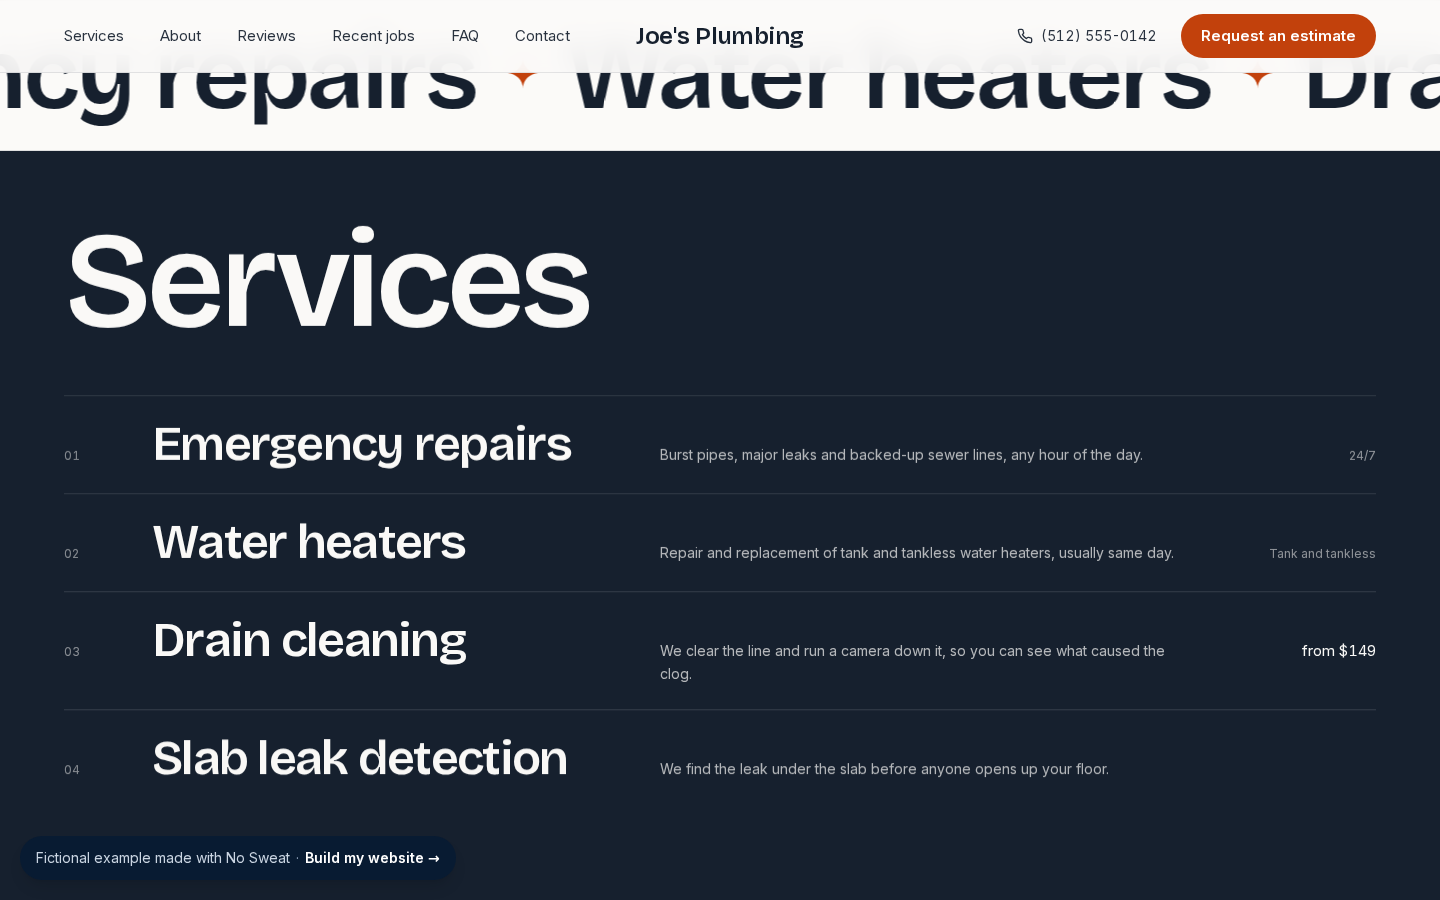 Services About Reviews Recent jobs FAQ Contact Joe's Plumbing (512) 555-0142 Request an estimate
repairs ✦ Water heaters ✦
Services
01 Emergency repairs Burst pipes, major leaks and backed-up sewer lines, any hour of the day. 24/7
02 Water heaters Repair and replacement of tank and tankless water heaters, usually same day. Tank and tankless
03 Drain cleaning We clear the line and run a camera down it, so you can see what caused the from $149
clog.
04 Slab leak detection We find the leak under the slab before anyone opens up your floor.
Fictional example made with No Sweat · Build my website →